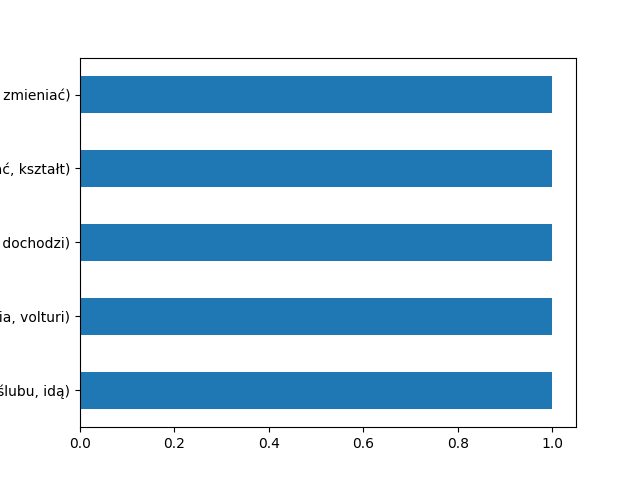 zmieniać)
ć, kształt)
dochodzi)
ia, volturi)
ślubu, idą)
0.0 0.2 0.4 0.6 0.8 1.0